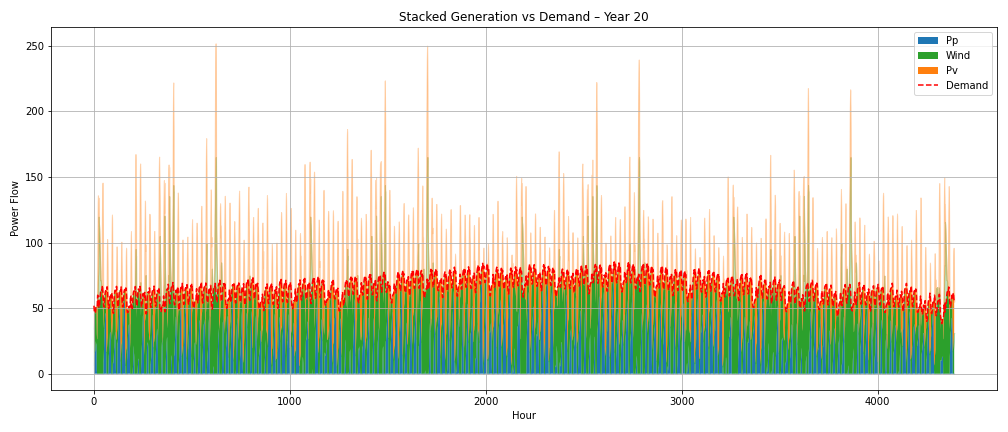 Stacked Generation vs Demand – Year 20
Pp
Wind
Pv
Demand
Power Flow
250
200
150
100
50
0
0 1000 2000 3000 4000
Hour